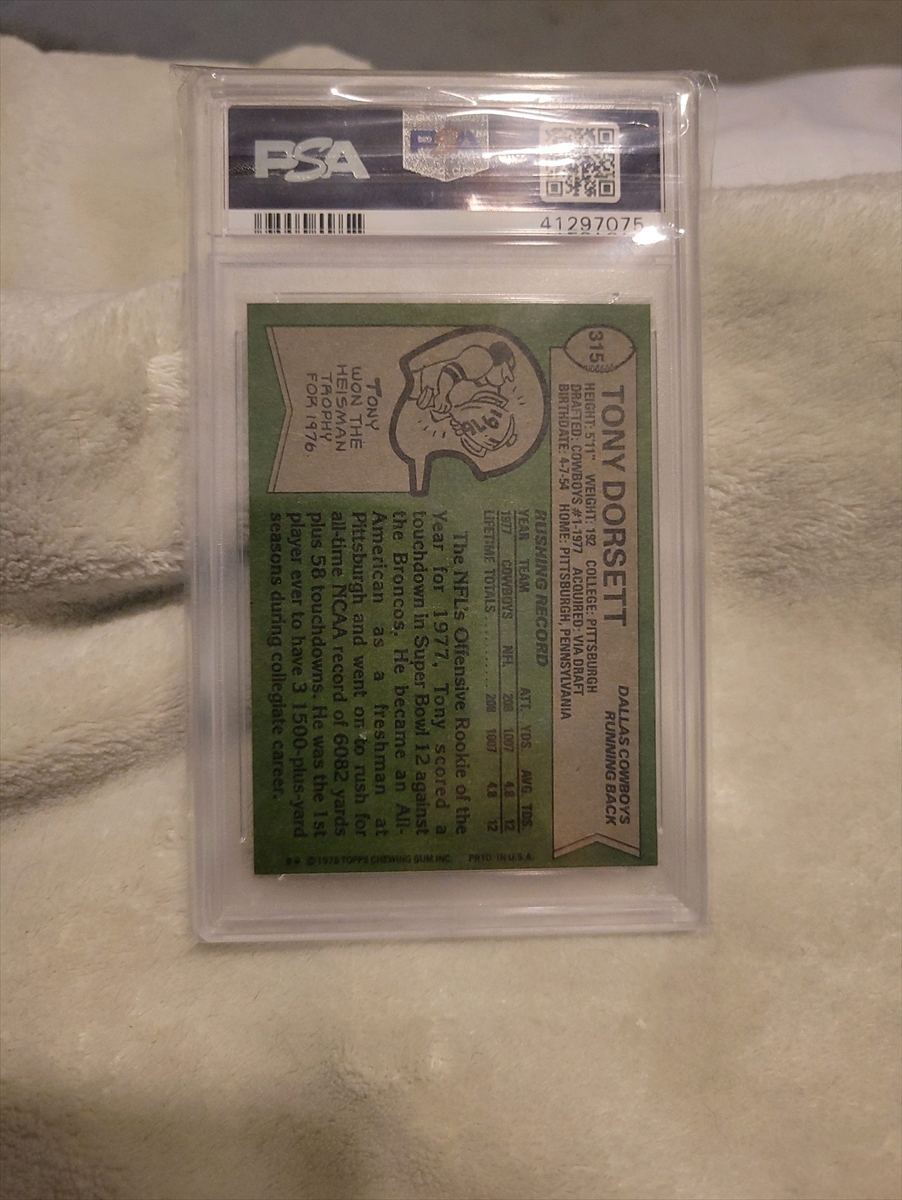 PSA
PSA
41297075
315
TONY DORSETT
DALLAS COWBOYS
RUNNING BACK
HEIGHT: 5'11" WEIGHT: 192 COLLEGE: PITTSBURGH
DRAFTED: COWBOYS #1-1977 ACQUIRED: VIA DRAFT
BIRTHDATE: 4-7-54 HOME: PITTSBURGH, PENNSYLVANIA
1976
TONY
WON THE
HEISMAN
TROPHY
FOR 1976.
RUSHING RECORD
YEAR TEAM ATT. YDS. AVG. TDS.
1977 COWBOYS NFL 208 1007 4.8 12
LIFETIME TOTALS ........ 208 1007 4.8 12
The NFL's Offensive Rookie of the
Year for 1977, Tony scored a
touchdown in Super Bowl 12 against
the Broncos. He became an All-
American as a freshman at
Pittsburgh and went on to rush for
all-time NCAA record of 6082 yards
plus 58 touchdowns. He was the 1st
player ever to have 3 1500-plus-yard
seasons during collegiate career.
** © 1978 TOPPS CHEWING GUM INC. PRTD. IN U.S.A.